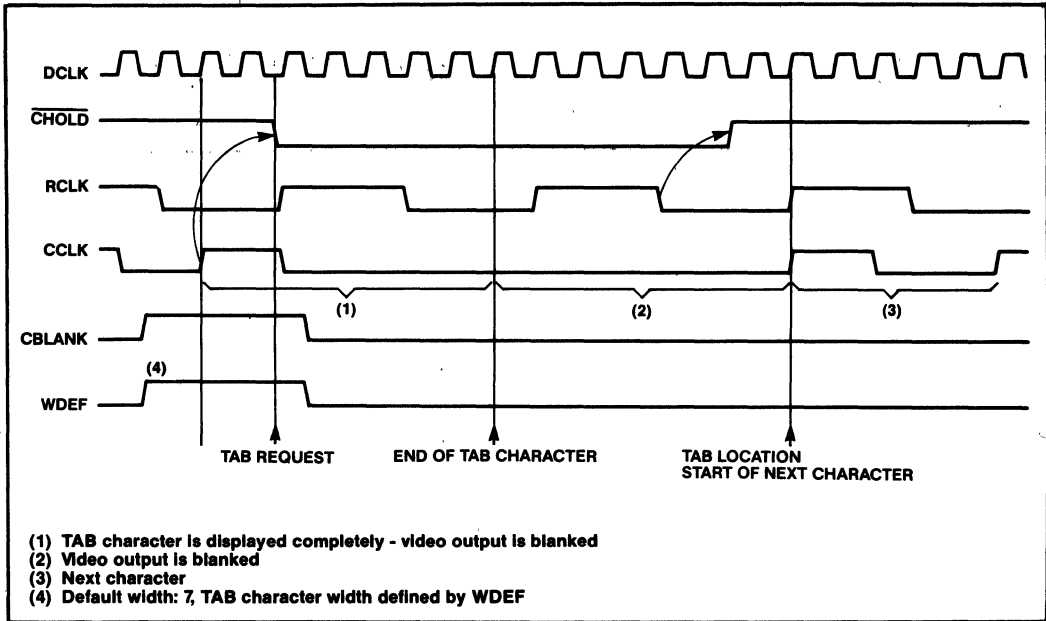 DCLK
CHOLD
RCLK
CCLK
(1)
(2)
(3)
CBLANK
(4)
WDEF
TAB REQUEST
END OF TAB CHARACTER
TAB LOCATION
START OF NEXT CHARACTER
(1) TAB character is displayed completely - video output is blanked
(2) Video output is blanked
(3) Next character
(4) Default width: 7, TAB character width defined by WDEF